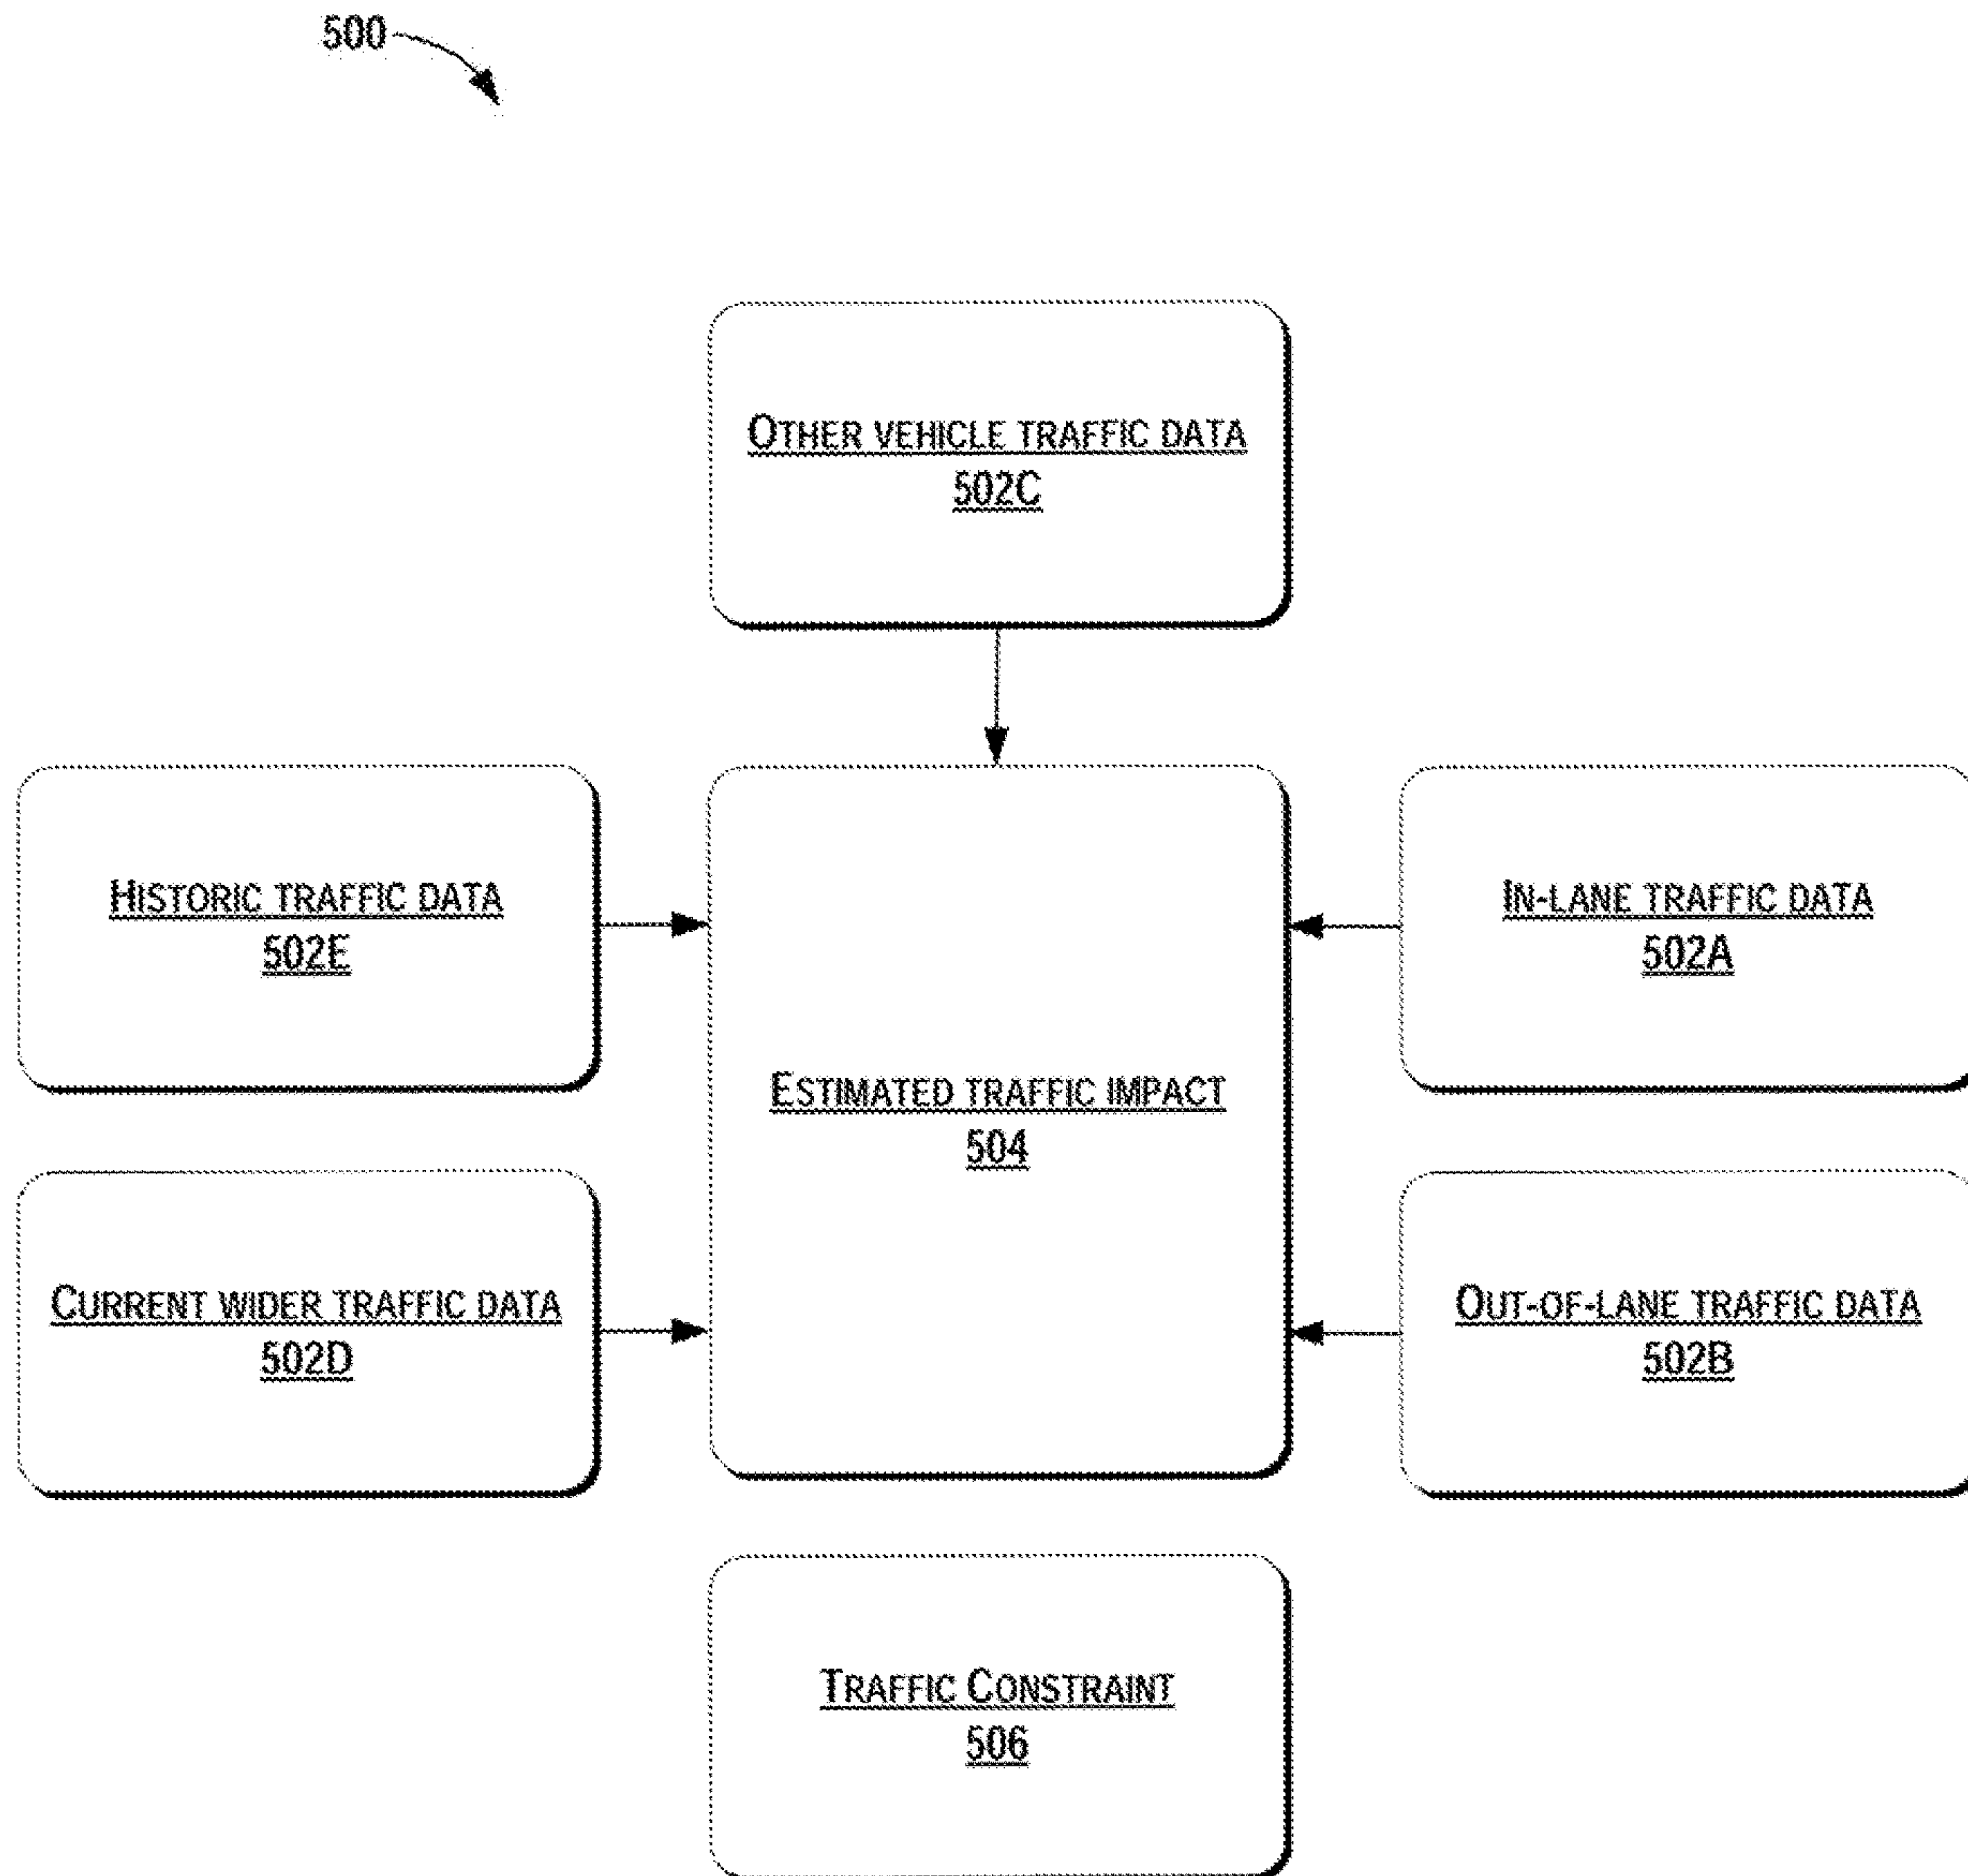 500
OTHER VEHICLE TRAFFIC DATA
502C
HISTORIC TRAFFIC DATA
502E
IN-LANE TRAFFIC DATA
502A
ESTIMATED TRAFFIC IMPACT
504
CURRENT WIDER TRAFFIC DATA
502D
OUT-OF-LANE TRAFFIC DATA
502B
TRAFFIC CONSTRAINT
506